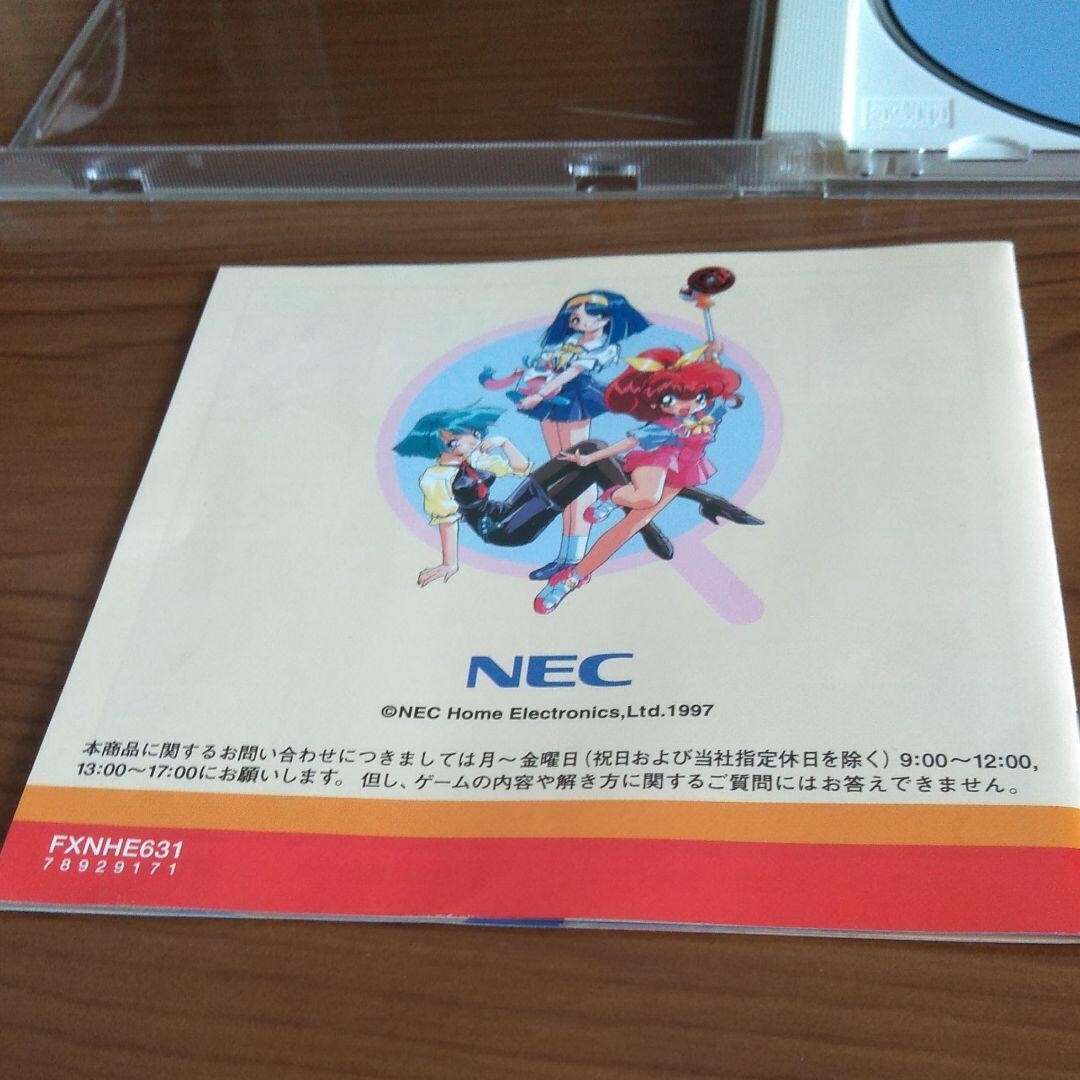 NEC
©NEC Home Electronics,Ltd.1997
本商品に関するお問い合わせにつきましては月～金曜日(祝日および当社指定休日を除く) 9:00～12:00,
13:00～17:00にお願いします。 但し、ゲームの内容や解き方に関するご質問にはお答えできません。
FXNHE631
78929171